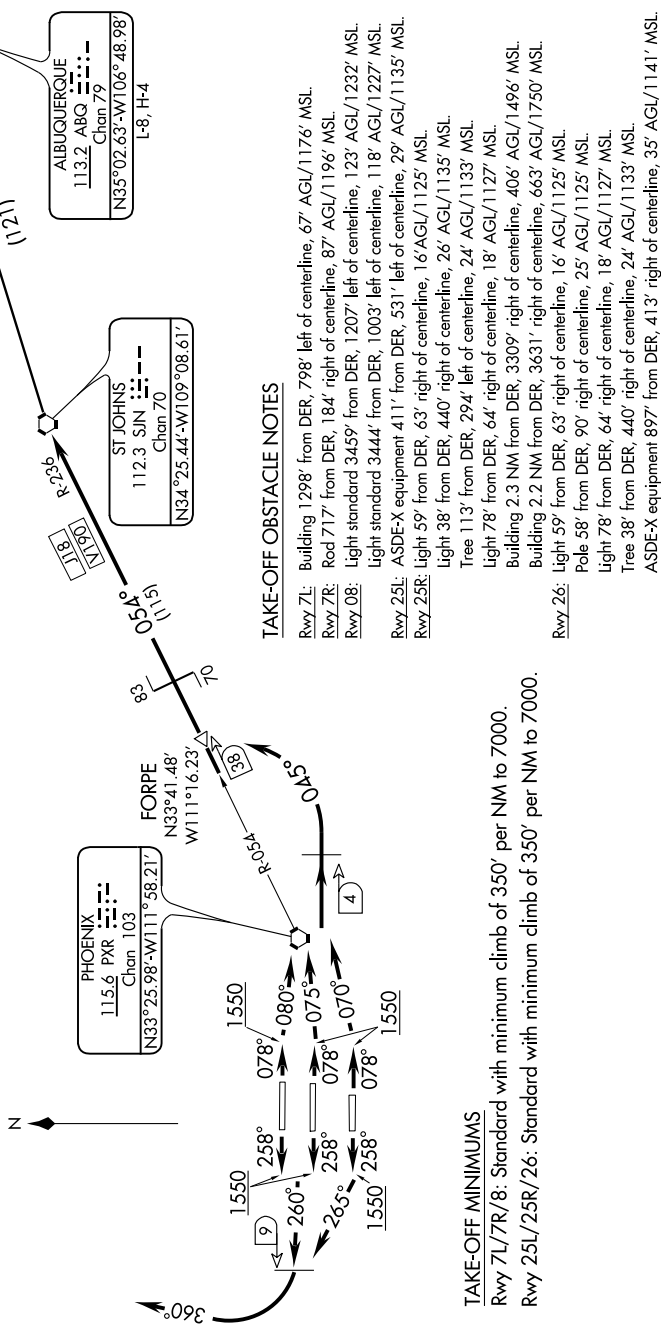 ALBUQUERQUE
113.2 ABQ
Chan 79
N35°02.63'-W106°48.98'
L-8, H-4
(121)
ST JOHNS
112.3 SJN
Chan 70
N34°25.44'-W109°08.61'
R-236
J18
V190
054°
(115)
83
70
FORPE
N33°41.48'
W111°16.23'
38
045°
R-054
4
PHOENIX
115.6 PXR
Chan 103
N33°25.98'-W111°58.21'
N
1550
080°
075°
070°
1550
078°
078°
078°
258°
258°
258°
1550
260°
265°
1550
9
360°
TAKE-OFF OBSTACLE NOTES
Rwy 7L: Building 1298' from DER, 798' left of centerline, 67' AGL/1176' MSL.
Rwy 7R: Rod 717' from DER, 184' right of centerline, 87' AGL/1196' MSL.
Rwy 08: Light standard 3459' from DER, 1207' left of centerline, 123' AGL/1232' MSL.
Light standard 3444' from DER, 1003' left of centerline, 118' AGL/1227' MSL.
Rwy 25L: ASDE-X equipment 411' from DER, 531' left of centerline, 29' AGL/1135' MSL.
Rwy 25R: Light 59' from DER, 63' right of centerline, 16'AGL/1125' MSL.
Light 38' from DER, 440' right of centerline, 26' AGL/1135' MSL.
Tree 113' from DER, 294' left of centerline, 24' AGL/1133' MSL.
Light 78' from DER, 64' right of centerline, 18' AGL/1127' MSL.
Building 2.3 NM from DER, 3309' right of centerline, 406' AGL/1496' MSL.
Building 2.2 NM from DER, 3631' right of centerline, 663' AGL/1750' MSL.
Rwy 26: Light 59' from DER, 63' right of centerline, 16' AGL/1125' MSL.
Pole 58' from DER, 90' right of centerline, 25' AGL/1125' MSL.
Light 78' from DER, 64' right of centerline, 18' AGL/1127' MSL.
Tree 38' from DER, 440' right of centerline, 24' AGL/1133' MSL.
ASDE-X equipment 897' from DER, 413' right of centerline, 35' AGL/1141' MSL.
TAKE-OFF MINIMUMS
Rwy 7L/7R/8: Standard with minimum climb of 350' per NM to 7000.
Rwy 25L/25R/26: Standard with minimum climb of 350' per NM to 7000.